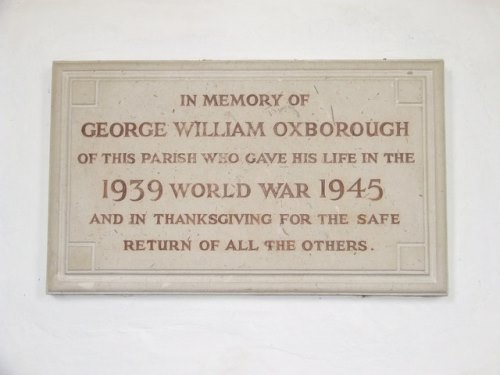 IN MEMORY OF
GEORGE WILLIAM OXBOROUGH
OF THIS PARISH WHO GAVE HIS LIFE IN THE
1939 WORLD WAR 1945
AND IN THANKSGIVING FOR THE SAFE
RETURN OF ALL THE OTHERS.